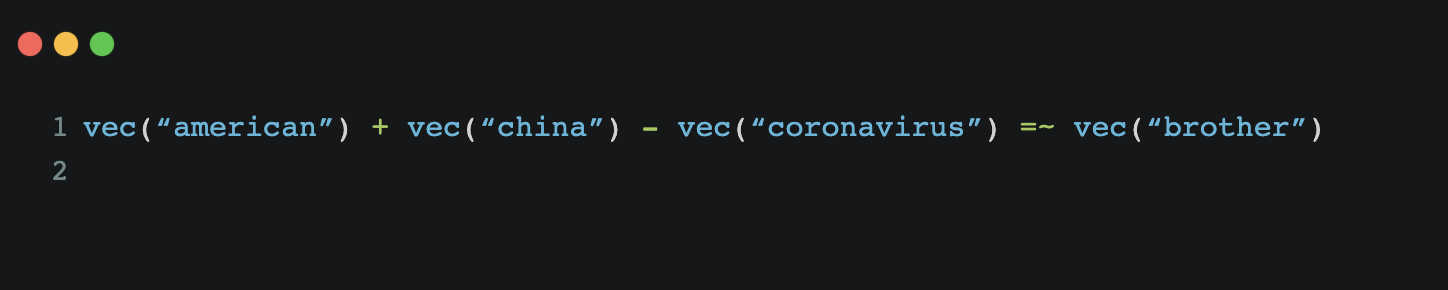 1 vec(“american”) + vec(“china”) - vec(“coronavirus”) =~ vec(“brother”)
2